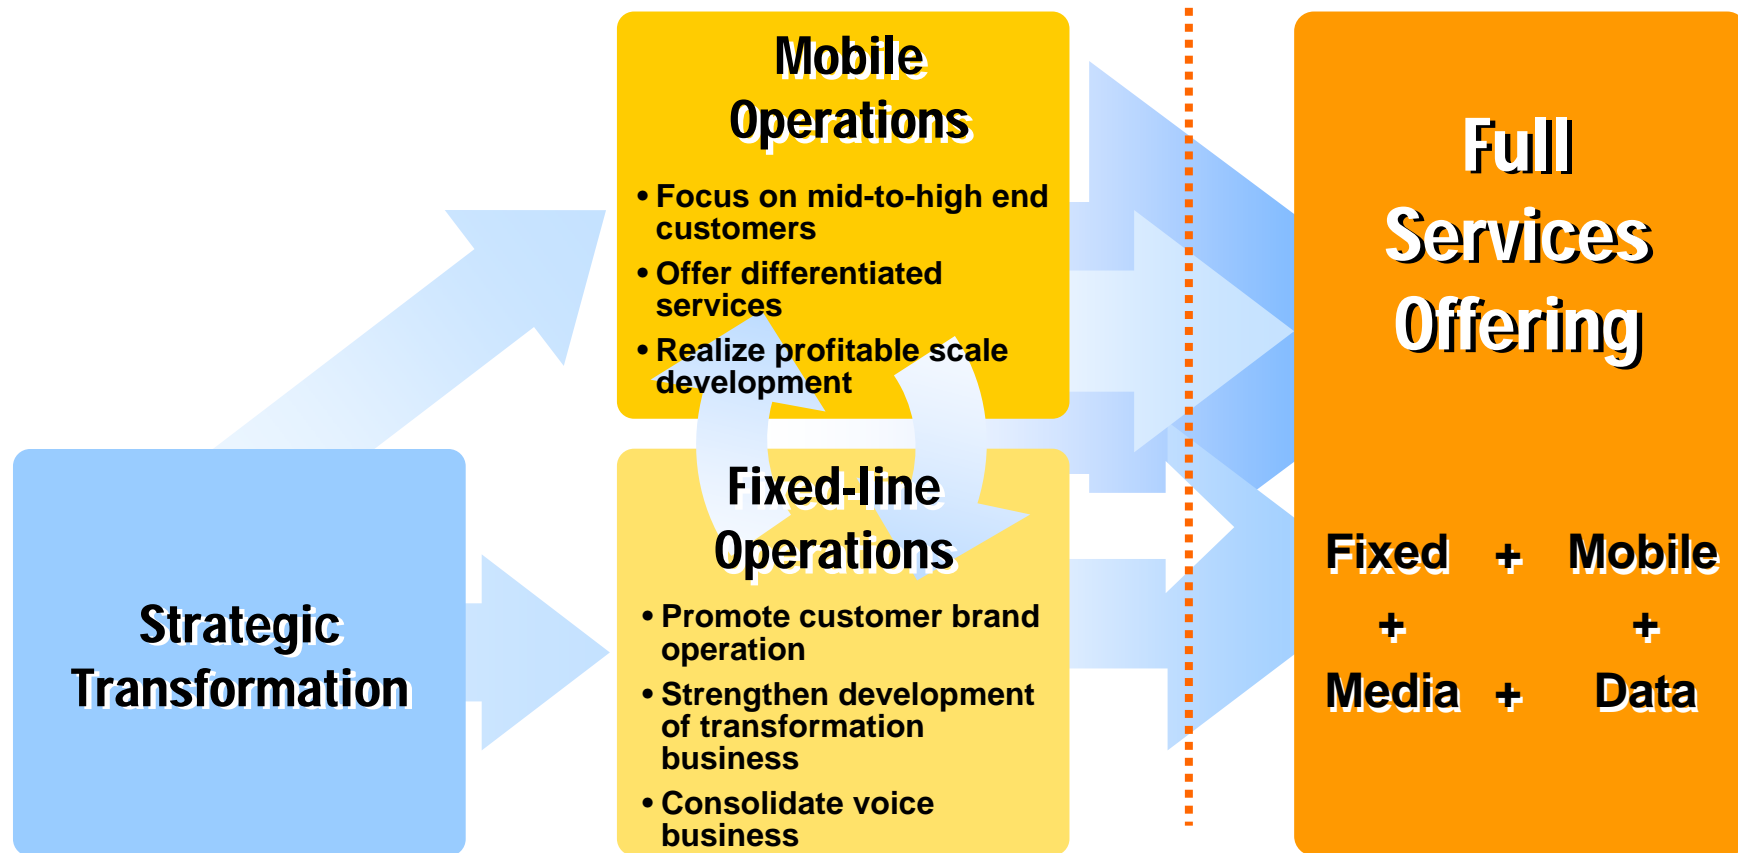 Mobile
Operations
• Focus on mid-to-high end
customers
• Offer differentiated
services
• Realize profitable scale
development
Strategic
Transformation
Fixed-line
Operations
• Promote customer brand
operation
• Strengthen development
of transformation
business
• Consolidate voice
business
Full
Services
Offering
Fixed + Mobile
+ +
Media + Data